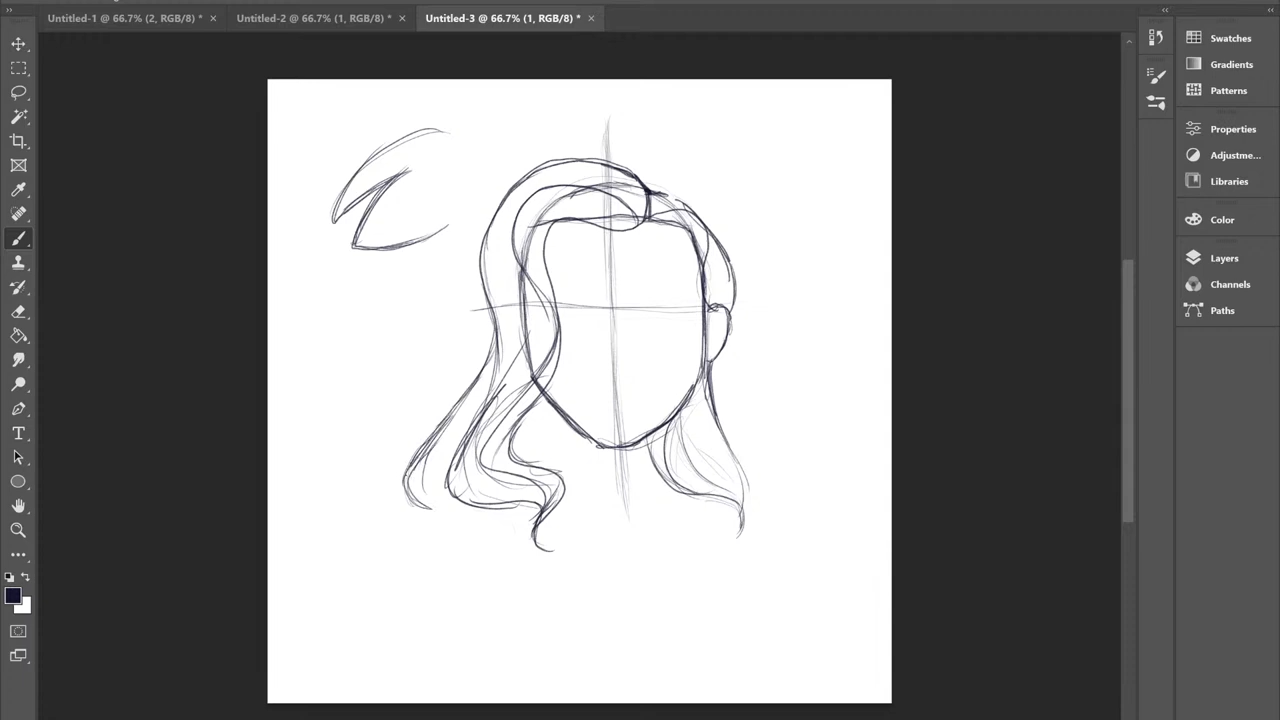 Untitled-1 @ 66.7% (2, RGB/8) *
Untitled-2 @ 66.7% (1, RGB/8) *
Untitled-3 @ 66.7% (1, RGB/8) *
Swatches
Gradients
Patterns
Properties
Adjustme...
Libraries
Color
Layers
Channels
Paths